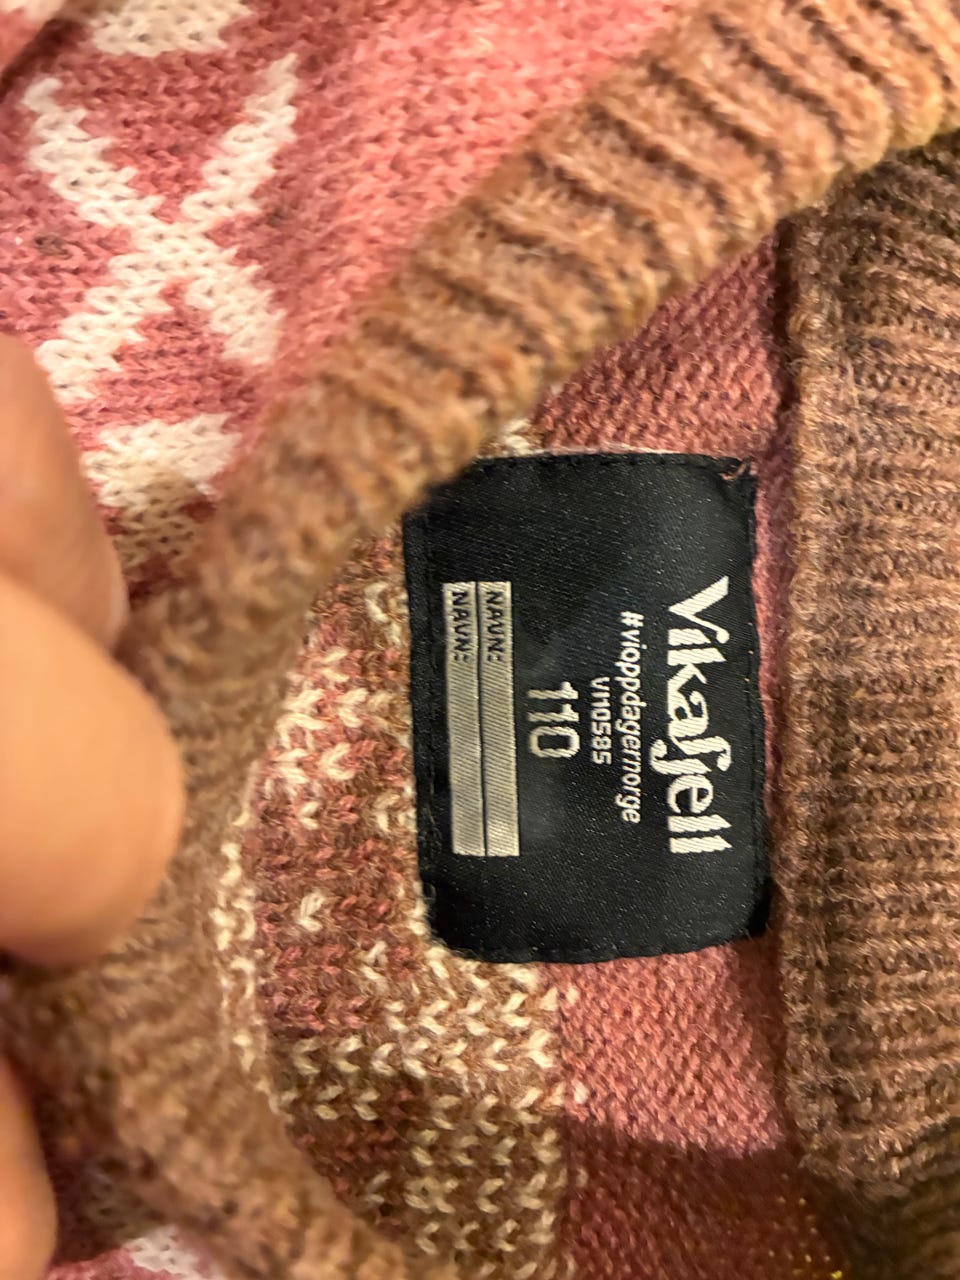 Vikafjell
#vioppdagernorge
VI10585
110
NAVN:
NAVN: